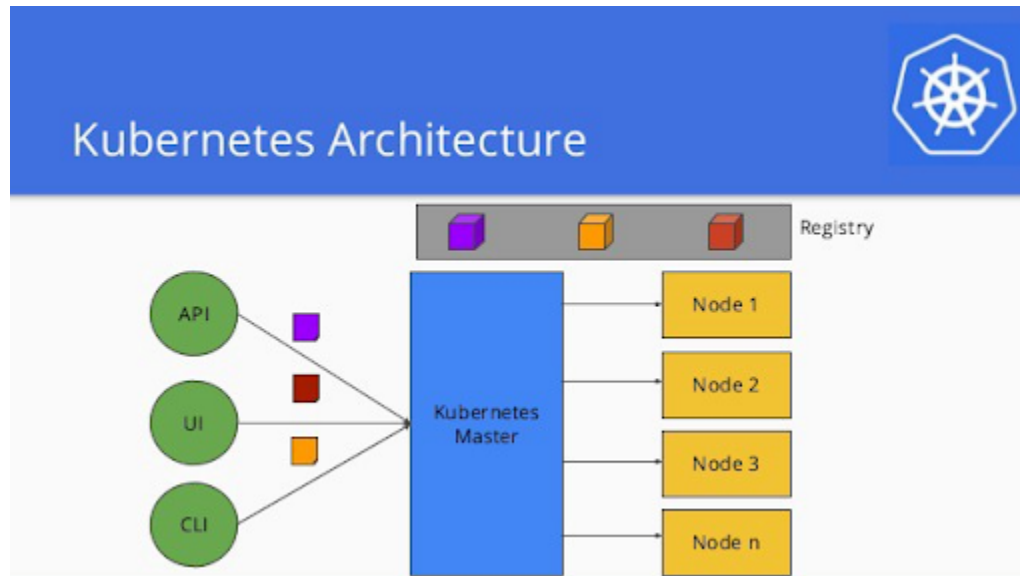 Kubernetes Architecture
Registry
API
UI
CLI
Kubernetes
Master
Node 1
Node 2
Node 3
Node n